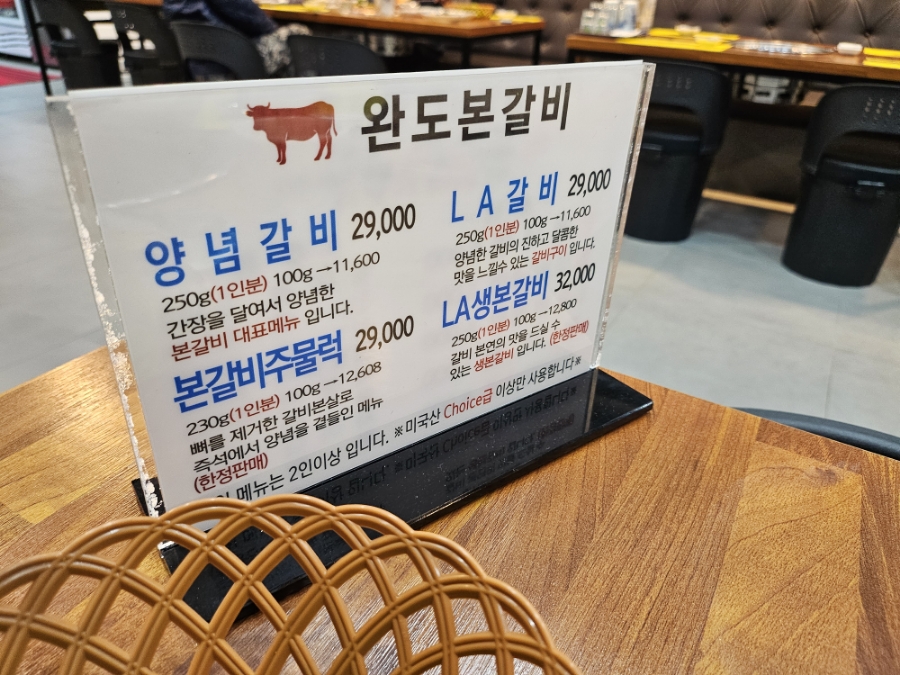 완도본갈비
양념갈비 29,000
250g(1인분) 100g→11,600
간장을 달여서 양념한
본갈비 대표메뉴 입니다.
본갈비주물럭 29,000
230g(1인분) 100g→12,608
뼈를 제거한 갈비본살로
즉석에서 양념을 곁들인 메뉴
(한정판매)
LA갈비 29,000
250g(1인분) 100g→11,600
양념한 갈비의 진하고 달콤한
맛을 느낄수 있는 갈비구이 입니다.
LA생본갈비 32,000
250g(1인분) 100g→12,800
갈비 본연의 맛을 드실 수
있는 생본갈비 입니다. (한정판매)
메뉴는 2인이상 입니다. ※미국산 Choice급 이상만 사용합니다※